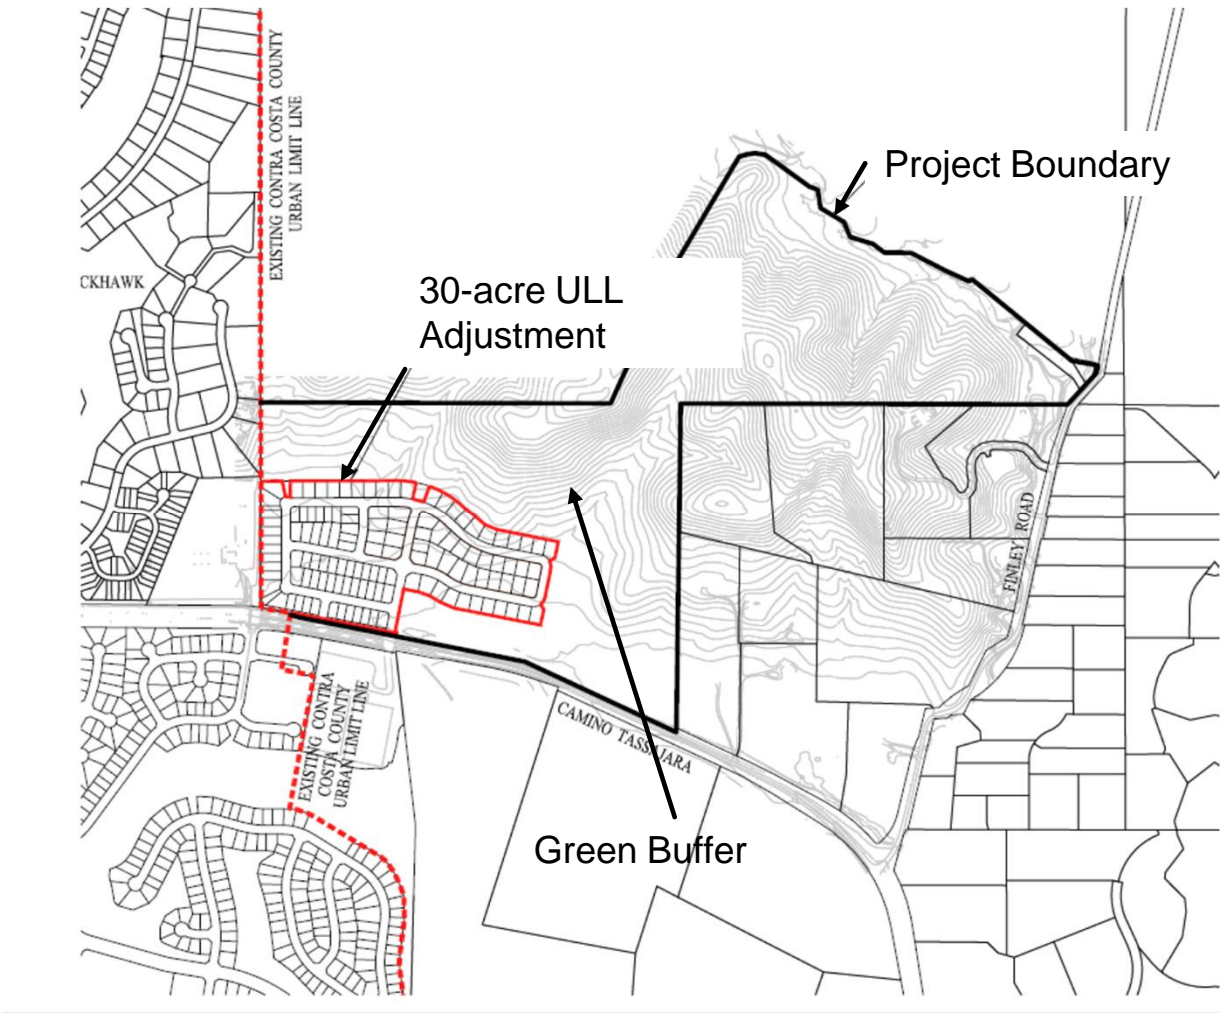 EXISTING CONTRA COSTA COUNTY
URBAN LIMIT LINE
Project Boundary
CKHAWK
30-acre ULL
Adjustment
FINLEY ROAD
EXISTING CONTRA
COSTA COUNTY
URBAN LIMIT LINE
CAMINO TASSAJARA
Green Buffer